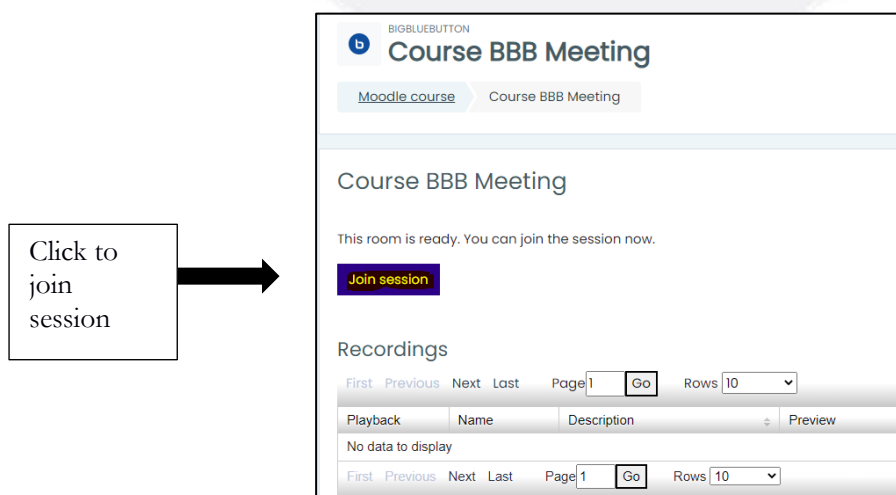 BIGBLUEBUTTON
b
Course BBB Meeting
Moodle course Course BBB Meeting
Course BBB Meeting
Click to
join
session
This room is ready. You can join the session now.
Join session
Recordings
First Previous Next Last Page 1 Go Rows 10
Playback Name Description Preview
No data to display
First Previous Next Last Page 1 Go Rows 10